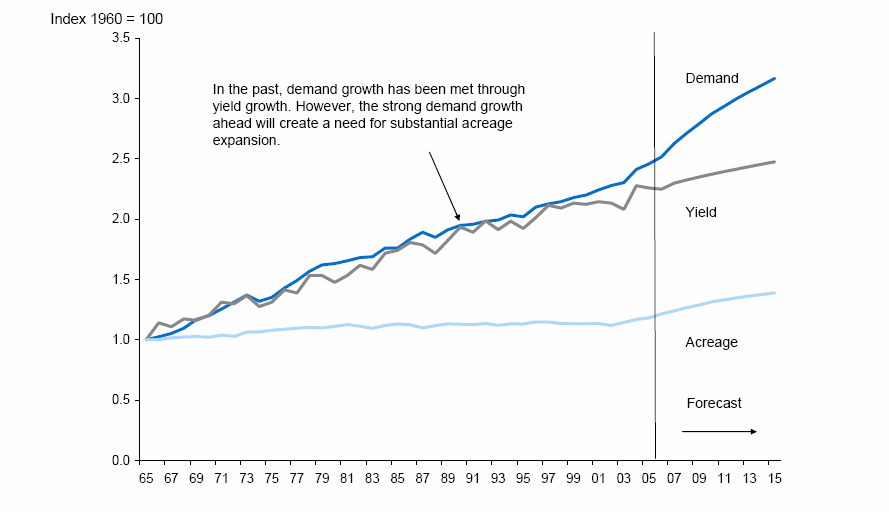 Index 1960 = 100
3.5
3.0
2.5
2.0
1.5
1.0
0.5
0.0
In the past, demand growth has been met through
yield growth. However, the strong demand growth
ahead will create a need for substantial acreage
expansion.
Demand
Yield
Acreage
Forecast
65 67 69 71 73 75 77 79 81 83 85 87 89 91 93 95 97 99 01 03 05 07 09 11 13 15